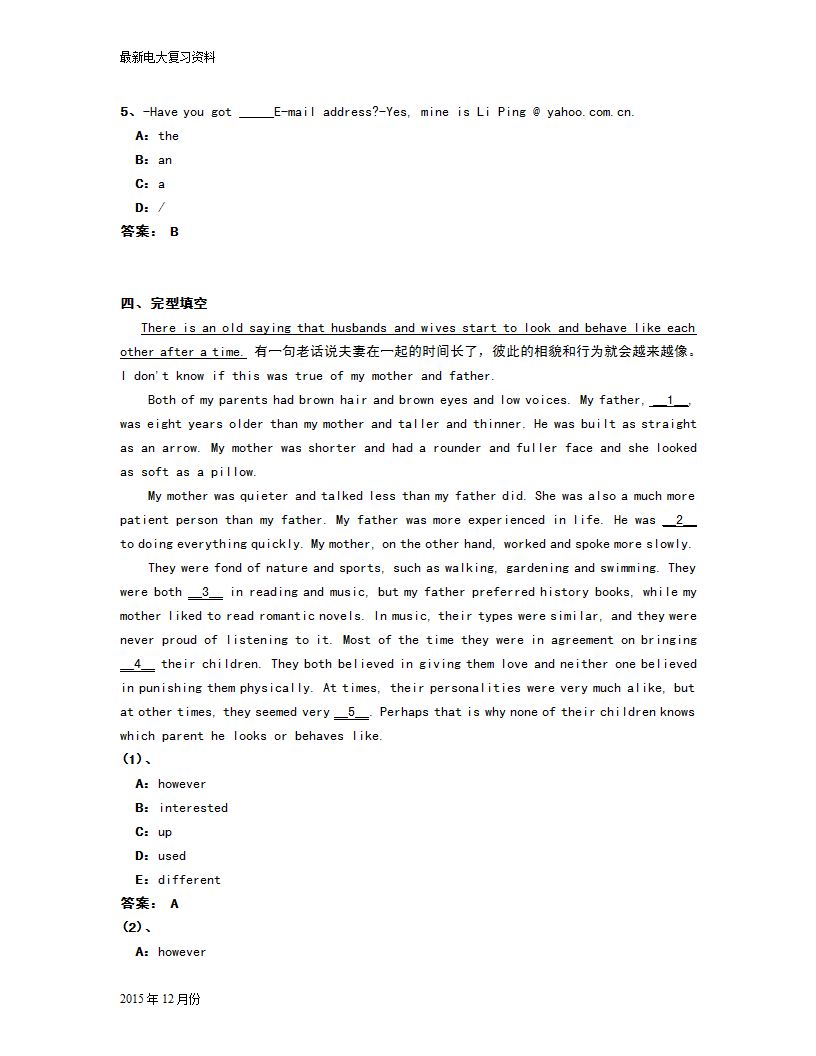 最新电大复习资料
5、-Have you got _____E-mail address?-Yes, mine is Li Ping @ yahoo.com.cn.
A：the
B：an
C：a
D：/
答案： B
四、完型填空
There is an old saying that husbands and wives start to look and behave like each
other after a time. 有一句老话说夫妻在一起的时间长了，彼此的相貌和行为就会越来越像。
I don't know if this was true of my mother and father.
Both of my parents had brown hair and brown eyes and low voices. My father, __1__,
was eight years older than my mother and taller and thinner. He was built as straight
as an arrow. My mother was shorter and had a rounder and fuller face and she looked
as soft as a pillow.
My mother was quieter and talked less than my father did. She was also a much more
patient person than my father. My father was more experienced in life. He was __2__
to doing everything quickly. My mother, on the other hand, worked and spoke more slowly.
They were fond of nature and sports, such as walking, gardening and swimming. They
were both __3__ in reading and music, but my father preferred history books, while my
mother liked to read romantic novels. In music, their types were similar, and they were
never proud of listening to it. Most of the time they were in agreement on bringing
__4__ their children. They both believed in giving them love and neither one believed
in punishing them physically. At times, their personalities were very much alike, but
at other times, they seemed very __5__. Perhaps that is why none of their children knows
which parent he looks or behaves like.
(1)、
A：however
B：interested
C：up
D：used
E：different
答案： A
(2)、
A：however
2015 年 12 月份